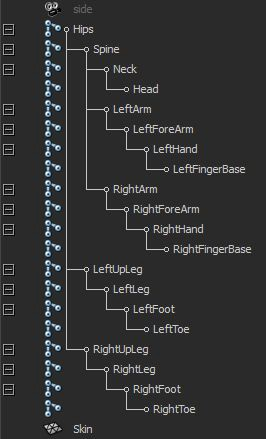 side
Hips
Spine
Neck
Head
LeftArm
LeftForeArm
LeftHand
LeftFingerBase
RightArm
RightForeArm
RightHand
RightFingerBase
LeftUpLeg
LeftLeg
LeftFoot
LeftToe
RightUpLeg
RightLeg
RightFoot
RightToe
Skin